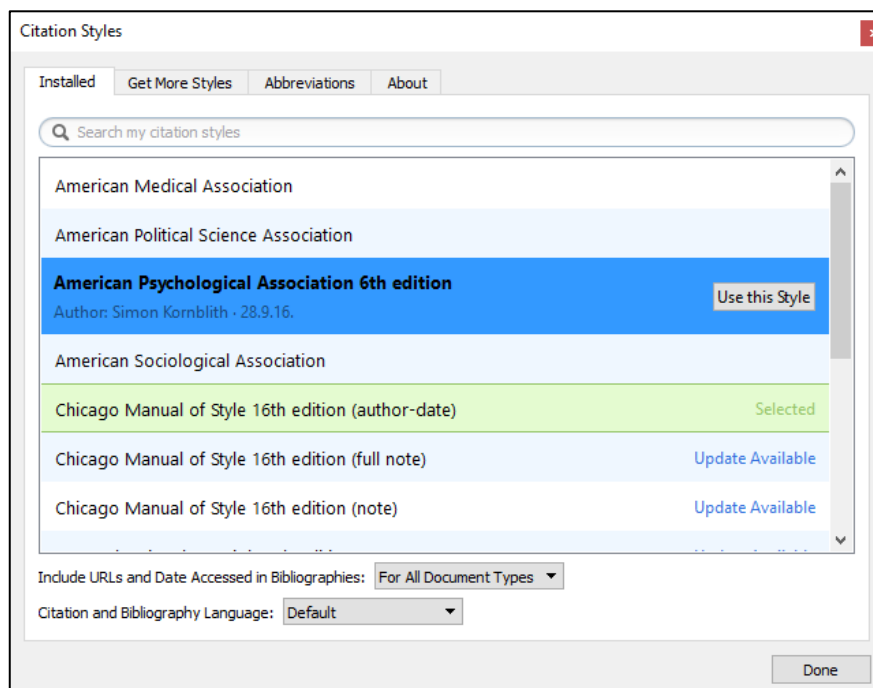 Citation Styles
Installed Get More Styles Abbreviations About
Search my citation styles
American Medical Association
American Political Science Association
American Psychological Association 6th edition
Author: Simon Kornblith · 28.9.16.
Use this Style
American Sociological Association
Chicago Manual of Style 16th edition (author-date) Selected
Chicago Manual of Style 16th edition (full note) Update Available
Chicago Manual of Style 16th edition (note) Update Available
Include URLs and Date Accessed in Bibliographies: For All Document Types
Citation and Bibliography Language: Default
Done